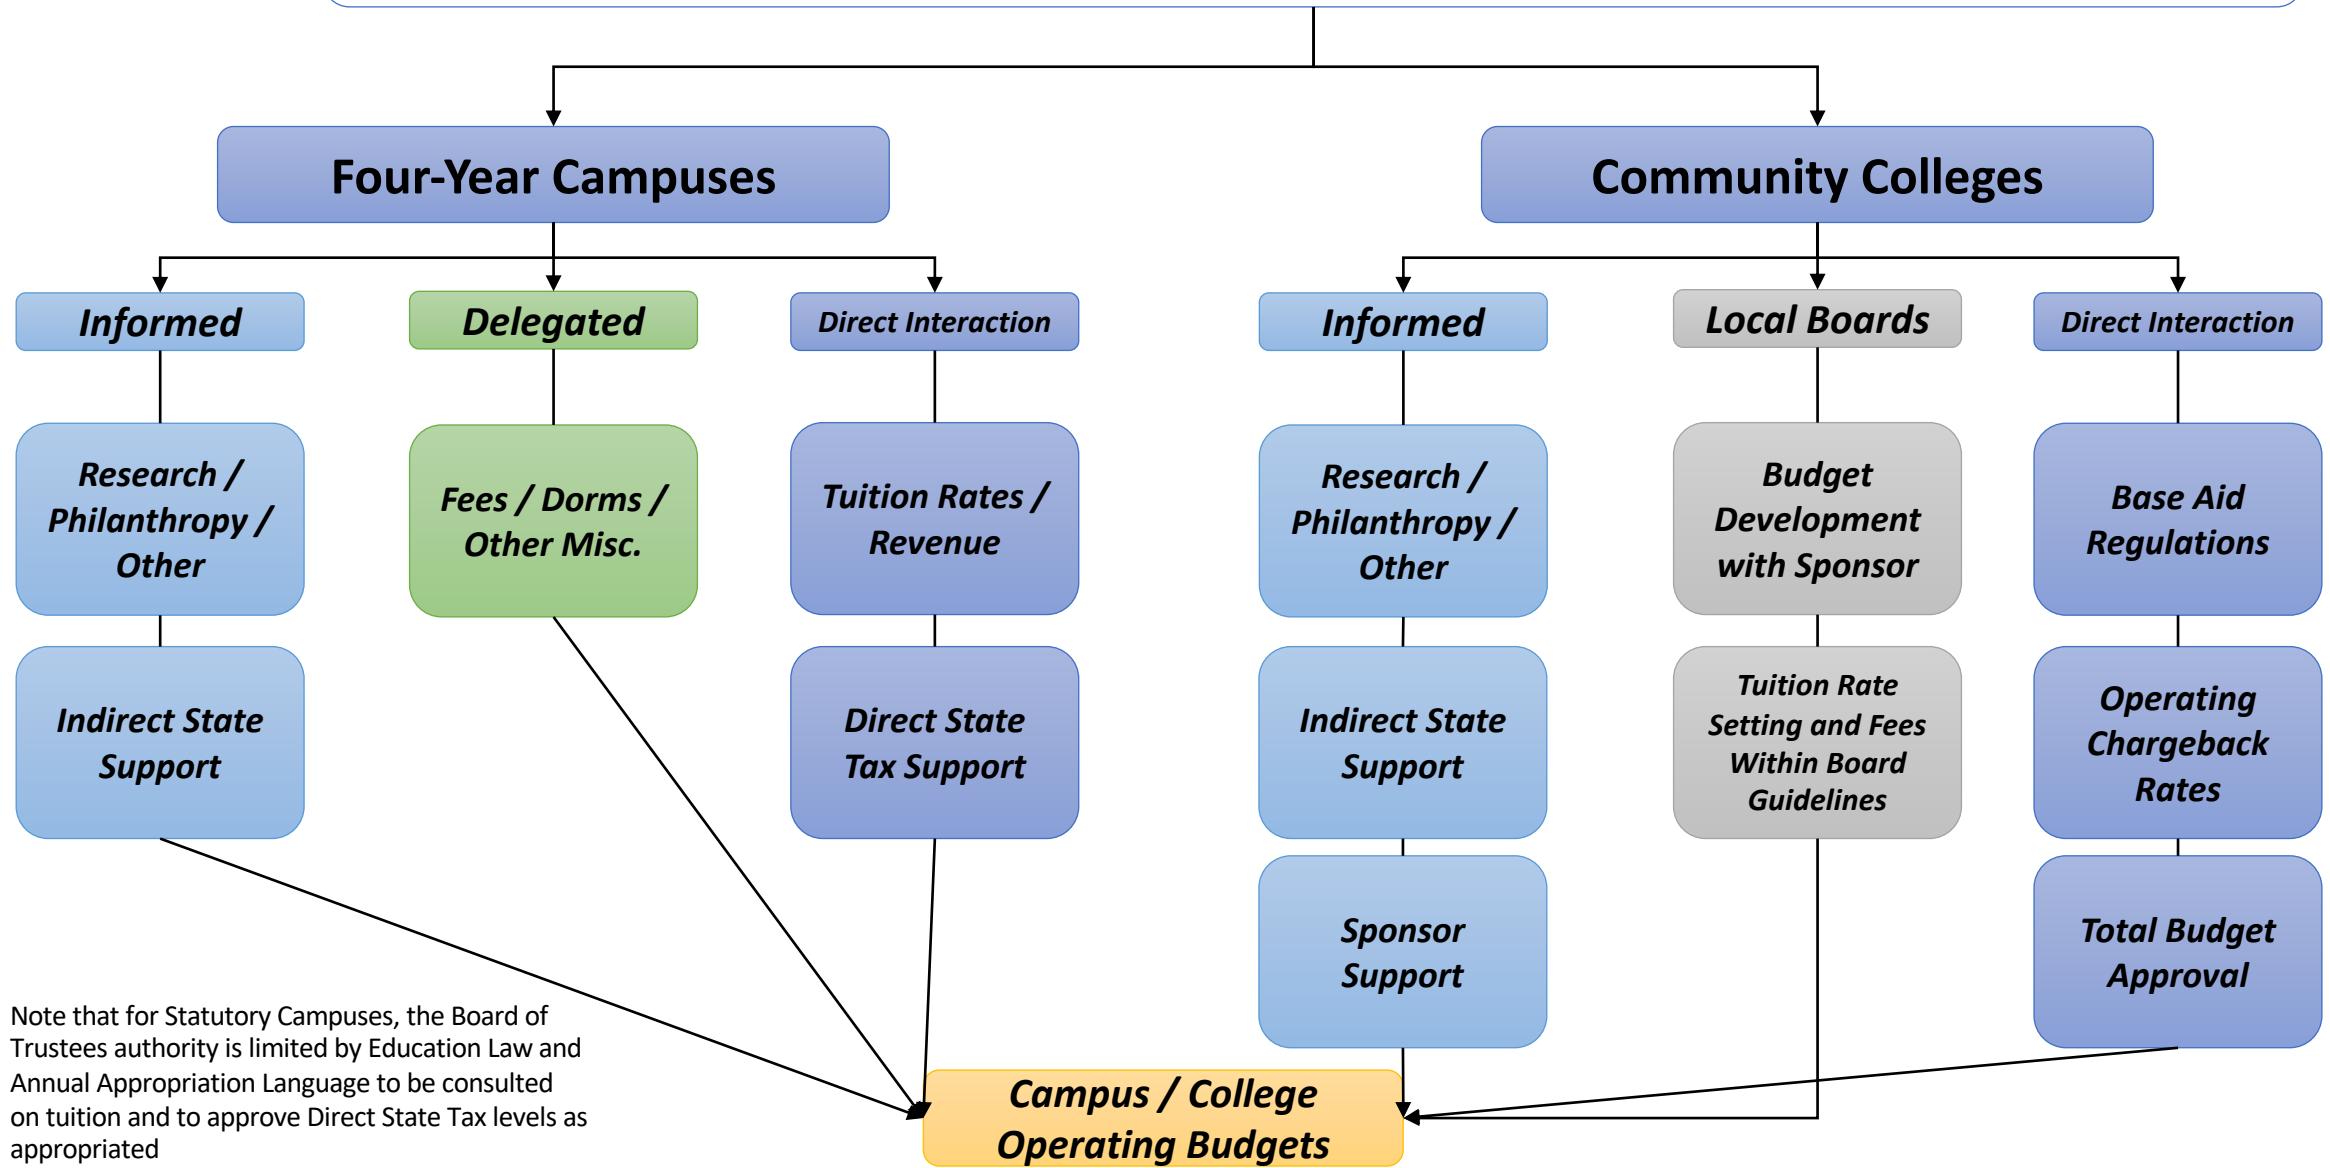 Four-Year Campuses
Community Colleges
Informed
Delegated
Direct Interaction
Informed
Local Boards
Direct Interaction
Research /
Philanthropy /
Other
Fees / Dorms /
Other Misc.
Tuition Rates /
Revenue
Research /
Philanthropy /
Other
Budget
Development
with Sponsor
Base Aid
Regulations
Indirect State
Support
Direct State
Tax Support
Indirect State
Support
Tuition Rate
Setting and Fees
Within Board
Guidelines
Operating
Chargeback
Rates
Sponsor
Support
Total Budget
Approval
Note that for Statutory Campuses, the Board of
Trustees authority is limited by Education Law and
Annual Appropriation Language to be consulted
on tuition and to approve Direct State Tax levels as
appropriated
Campus / College
Operating Budgets